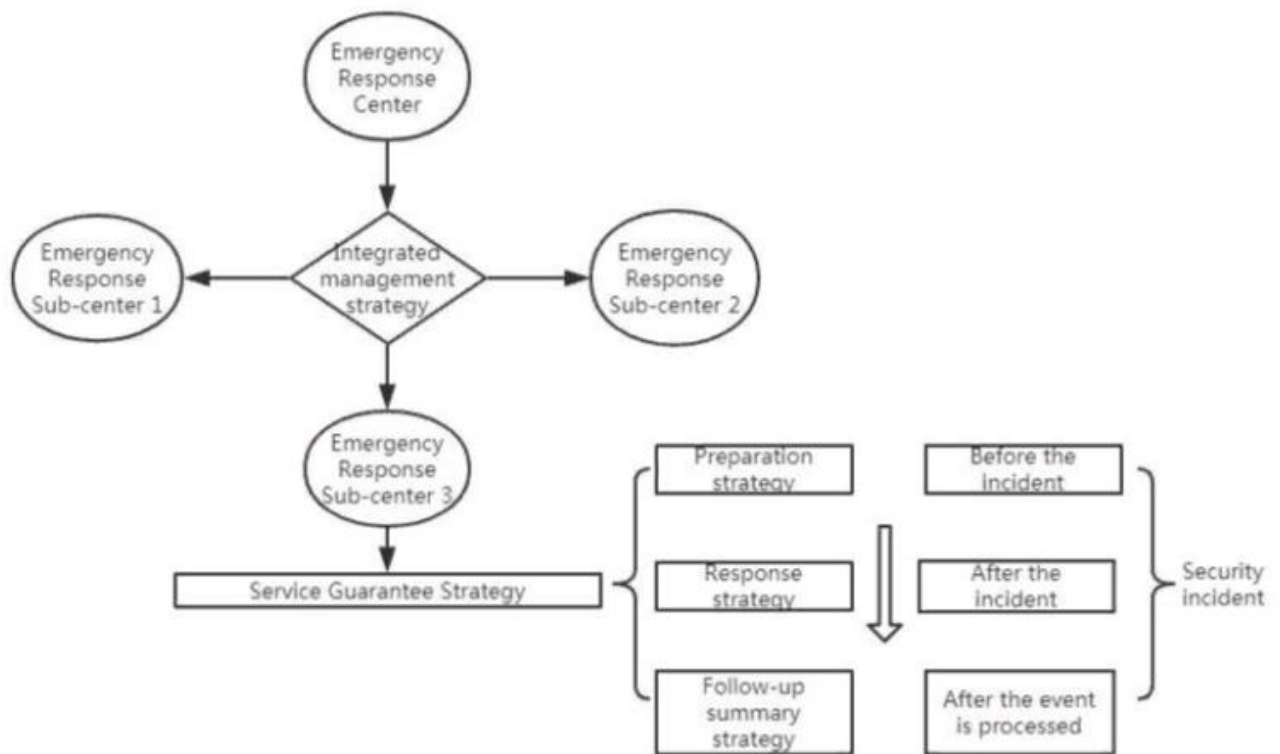 Emergency
Response
Center
Emergency
Response
Sub-center 1
Integrated
management
strategy
Emergency
Response
Sub-center 2
Emergency
Response
Sub-center 3
Service Guarantee Strategy
Preparation
strategy
Before the
incident
Response
strategy
After the
incident
Security
incident
Follow-up
summary
strategy
After the event
is processed